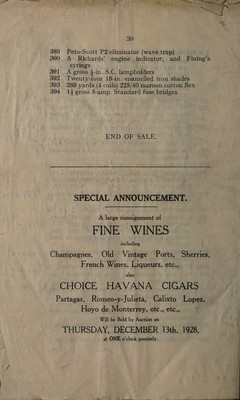 30
389 Peto-Scott P2 eliminator (wave trap)
390 A Richards' engine indicator, and Fining's
syringe
391 A gross ½-in. S.C. lampholders
392 Twenty-four 18-in. enamelled iron shades
393 288 yards (4 coils) 223/40 maroon cotton flex
394 1½ gross 5-amp. Standard fuse bridges
END OF SALE.
SPECIAL ANNOUNCEMENT.
A large consignment of
FINE WINES
including
Champagnes, Old Vintage Ports, Sherries,
French Wines, Liqueurs, etc.,
also
CHOICE HAVANA CIGARS
Partagas, Romeo-y-Julieta, Calixto Lopez,
Hoyo de Monterrey, etc., etc.,
Will be Sold by Auction on
THURSDAY, DECEMBER 13th, 1928,
at ONE o'clock precisely.